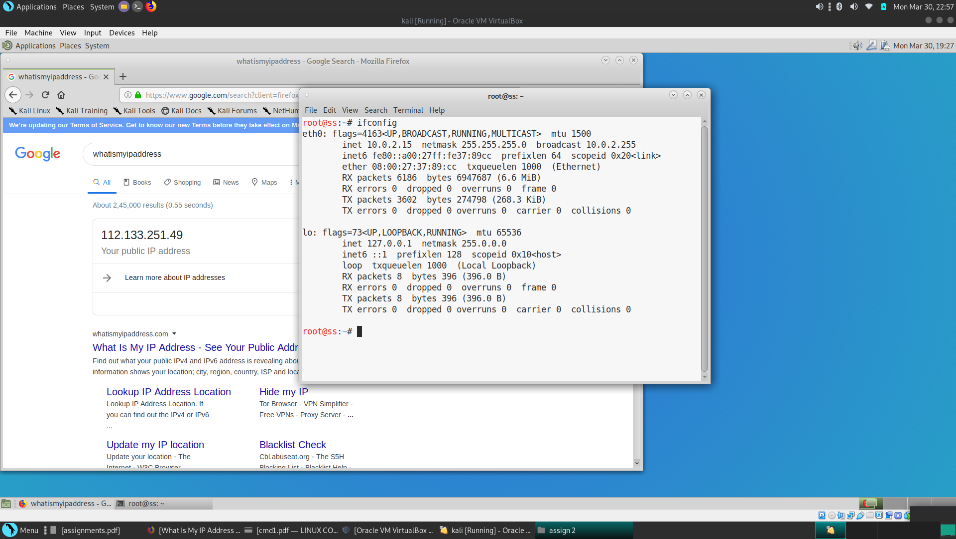 Applications Places System
Mon Mar 30, 22:57
kali [Running] - Oracle VM VirtualBox
File Machine View Input Devices Help
Applications Places System
Mon Mar 30, 19:27
whatismyipaddress - Google Search - Mozilla Firefox
whatismyipaddress - Goo
https://www.google.com/search?client=firefox
Kali Linux Kali Training Kali Tools Kali Docs Kali Forums NetHun
We're updating our Terms of Service. Get to know our new Terms before they take effect on M
Google
whatismyipaddress
All Books Shopping News Maps
About 2,45,000 results (0.55 seconds)
112.133.251.49
Your public IP address
Learn more about IP addresses
whatismyipaddress.com
What Is My IP Address - See Your Public Addr
Find out what your public IPv4 and IPv6 address is revealing abou
information shows your location; city, region, country, ISP and loca
Lookup IP Address Location
Lookup IP Address Location. If
you can find out the IPv4 or IPv6
...
Hide my IP
Tor Browser - VPN Simplifier -
Free VPNs - Proxy Server - ...
Update my IP location
Update your location - The
Internet - W3C Browser
Blacklist Check
CbLabuseat.org - The S5H
Blocking List - Blacklist Help -
root@ss: ~
File Edit View Search Terminal Help
root@ss:~# ifconfig
eth0: flags=4163<UP,BROADCAST,RUNNING,MULTICAST>  mtu 1500
inet 10.0.2.15  netmask 255.255.255.0  broadcast 10.0.2.255
inet6 fe80::a00:27ff:fe37:89cc  prefixlen 64  scopeid 0x20<link>
ether 08:00:27:37:89:cc  txqueuelen 1000  (Ethernet)
RX packets 6186  bytes 6947687 (6.6 MiB)
RX errors 0  dropped 0  overruns 0  frame 0
TX packets 3602  bytes 274798 (268.3 KiB)
TX errors 0  dropped 0 overruns 0  carrier 0  collisions 0
lo: flags=73<UP,LOOPBACK,RUNNING>  mtu 65536
inet 127.0.0.1  netmask 255.0.0.0
inet6 ::1  prefixlen 128  scopeid 0x10<host>
loop  txqueuelen 1000  (Local Loopback)
RX packets 8  bytes 396 (396.0 B)
RX errors 0  dropped 0  overruns 0  frame 0
TX packets 8  bytes 396 (396.0 B)
TX errors 0  dropped 0 overruns 0  carrier 0  collisions 0
root@ss:~#
whatismyipaddress - G... root@ss: ~
Menu [assignments.pdf] [What Is My IP Address ... [cmd1.pdf — LINUX CO... [Oracle VM VirtualBox ... kali [Running] - Oracle ... assign 2